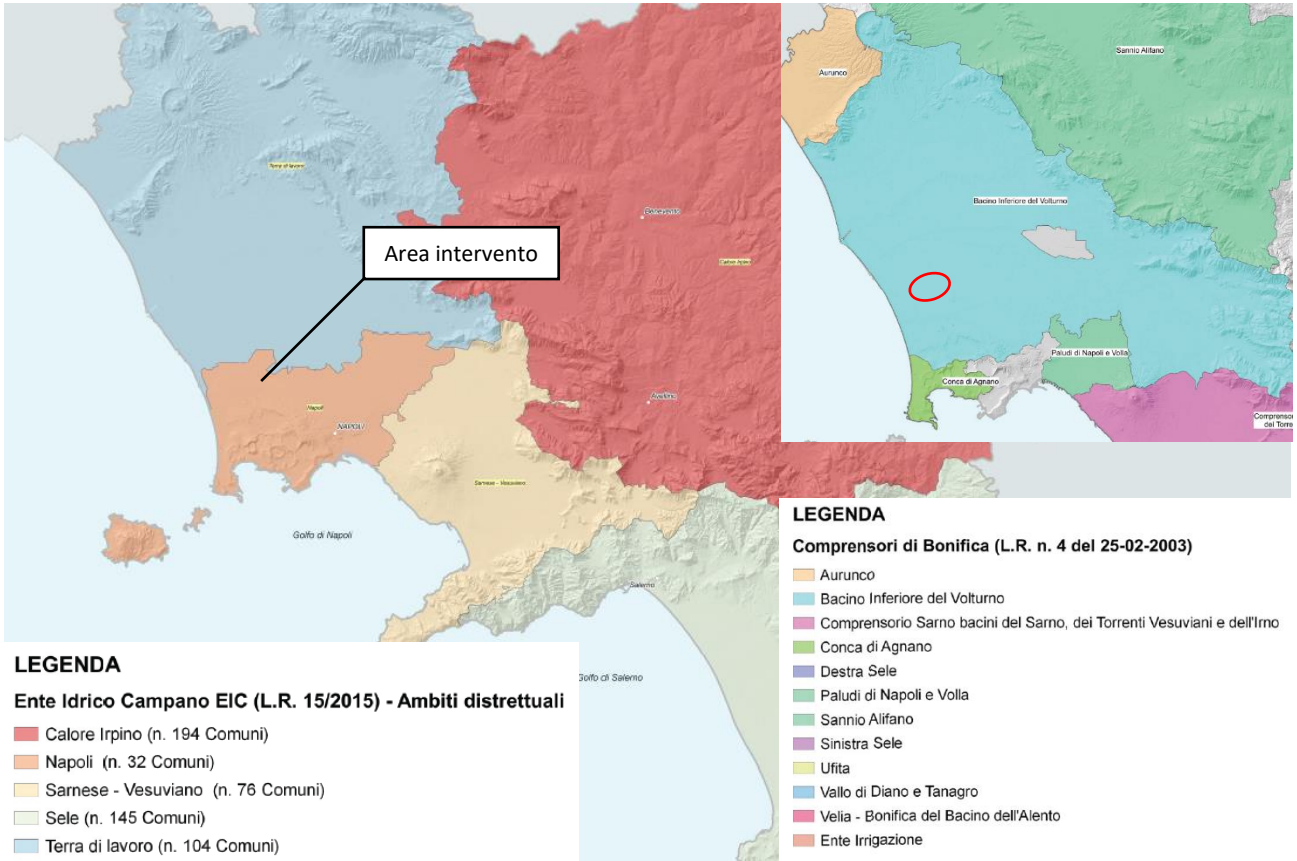 Aurunco
Sannio Alifano
Bacino Inferiore del Volturno
Paludi di Napoli e Volla
Conca di Agnano
Comprensor
dei Torre
Terra di lavoro
Area intervento
Benevento
Calore Irpino
Napoli
NAPOLI
Avellino
Sarnese - Vesuviano
Golfo di Napoli
Salerno
Golfo di Salerno
LEGENDA
Ente Idrico Campano EIC (L.R. 15/2015) - Ambiti distrettuali
Calore Irpino (n. 194 Comuni)
Napoli (n. 32 Comuni)
Sarnese - Vesuviano (n. 76 Comuni)
Sele (n. 145 Comuni)
Terra di lavoro (n. 104 Comuni)
LEGENDA
Comprensori di Bonifica (L.R. n. 4 del 25-02-2003)
Aurunco
Bacino Inferiore del Volturno
Comprensorio Sarno bacini del Sarno, dei Torrenti Vesuviani e dell'Irno
Conca di Agnano
Destra Sele
Paludi di Napoli e Volla
Sannio Alifano
Sinistra Sele
Ufita
Vallo di Diano e Tanagro
Velia - Bonifica del Bacino dell'Alento
Ente Irrigazione